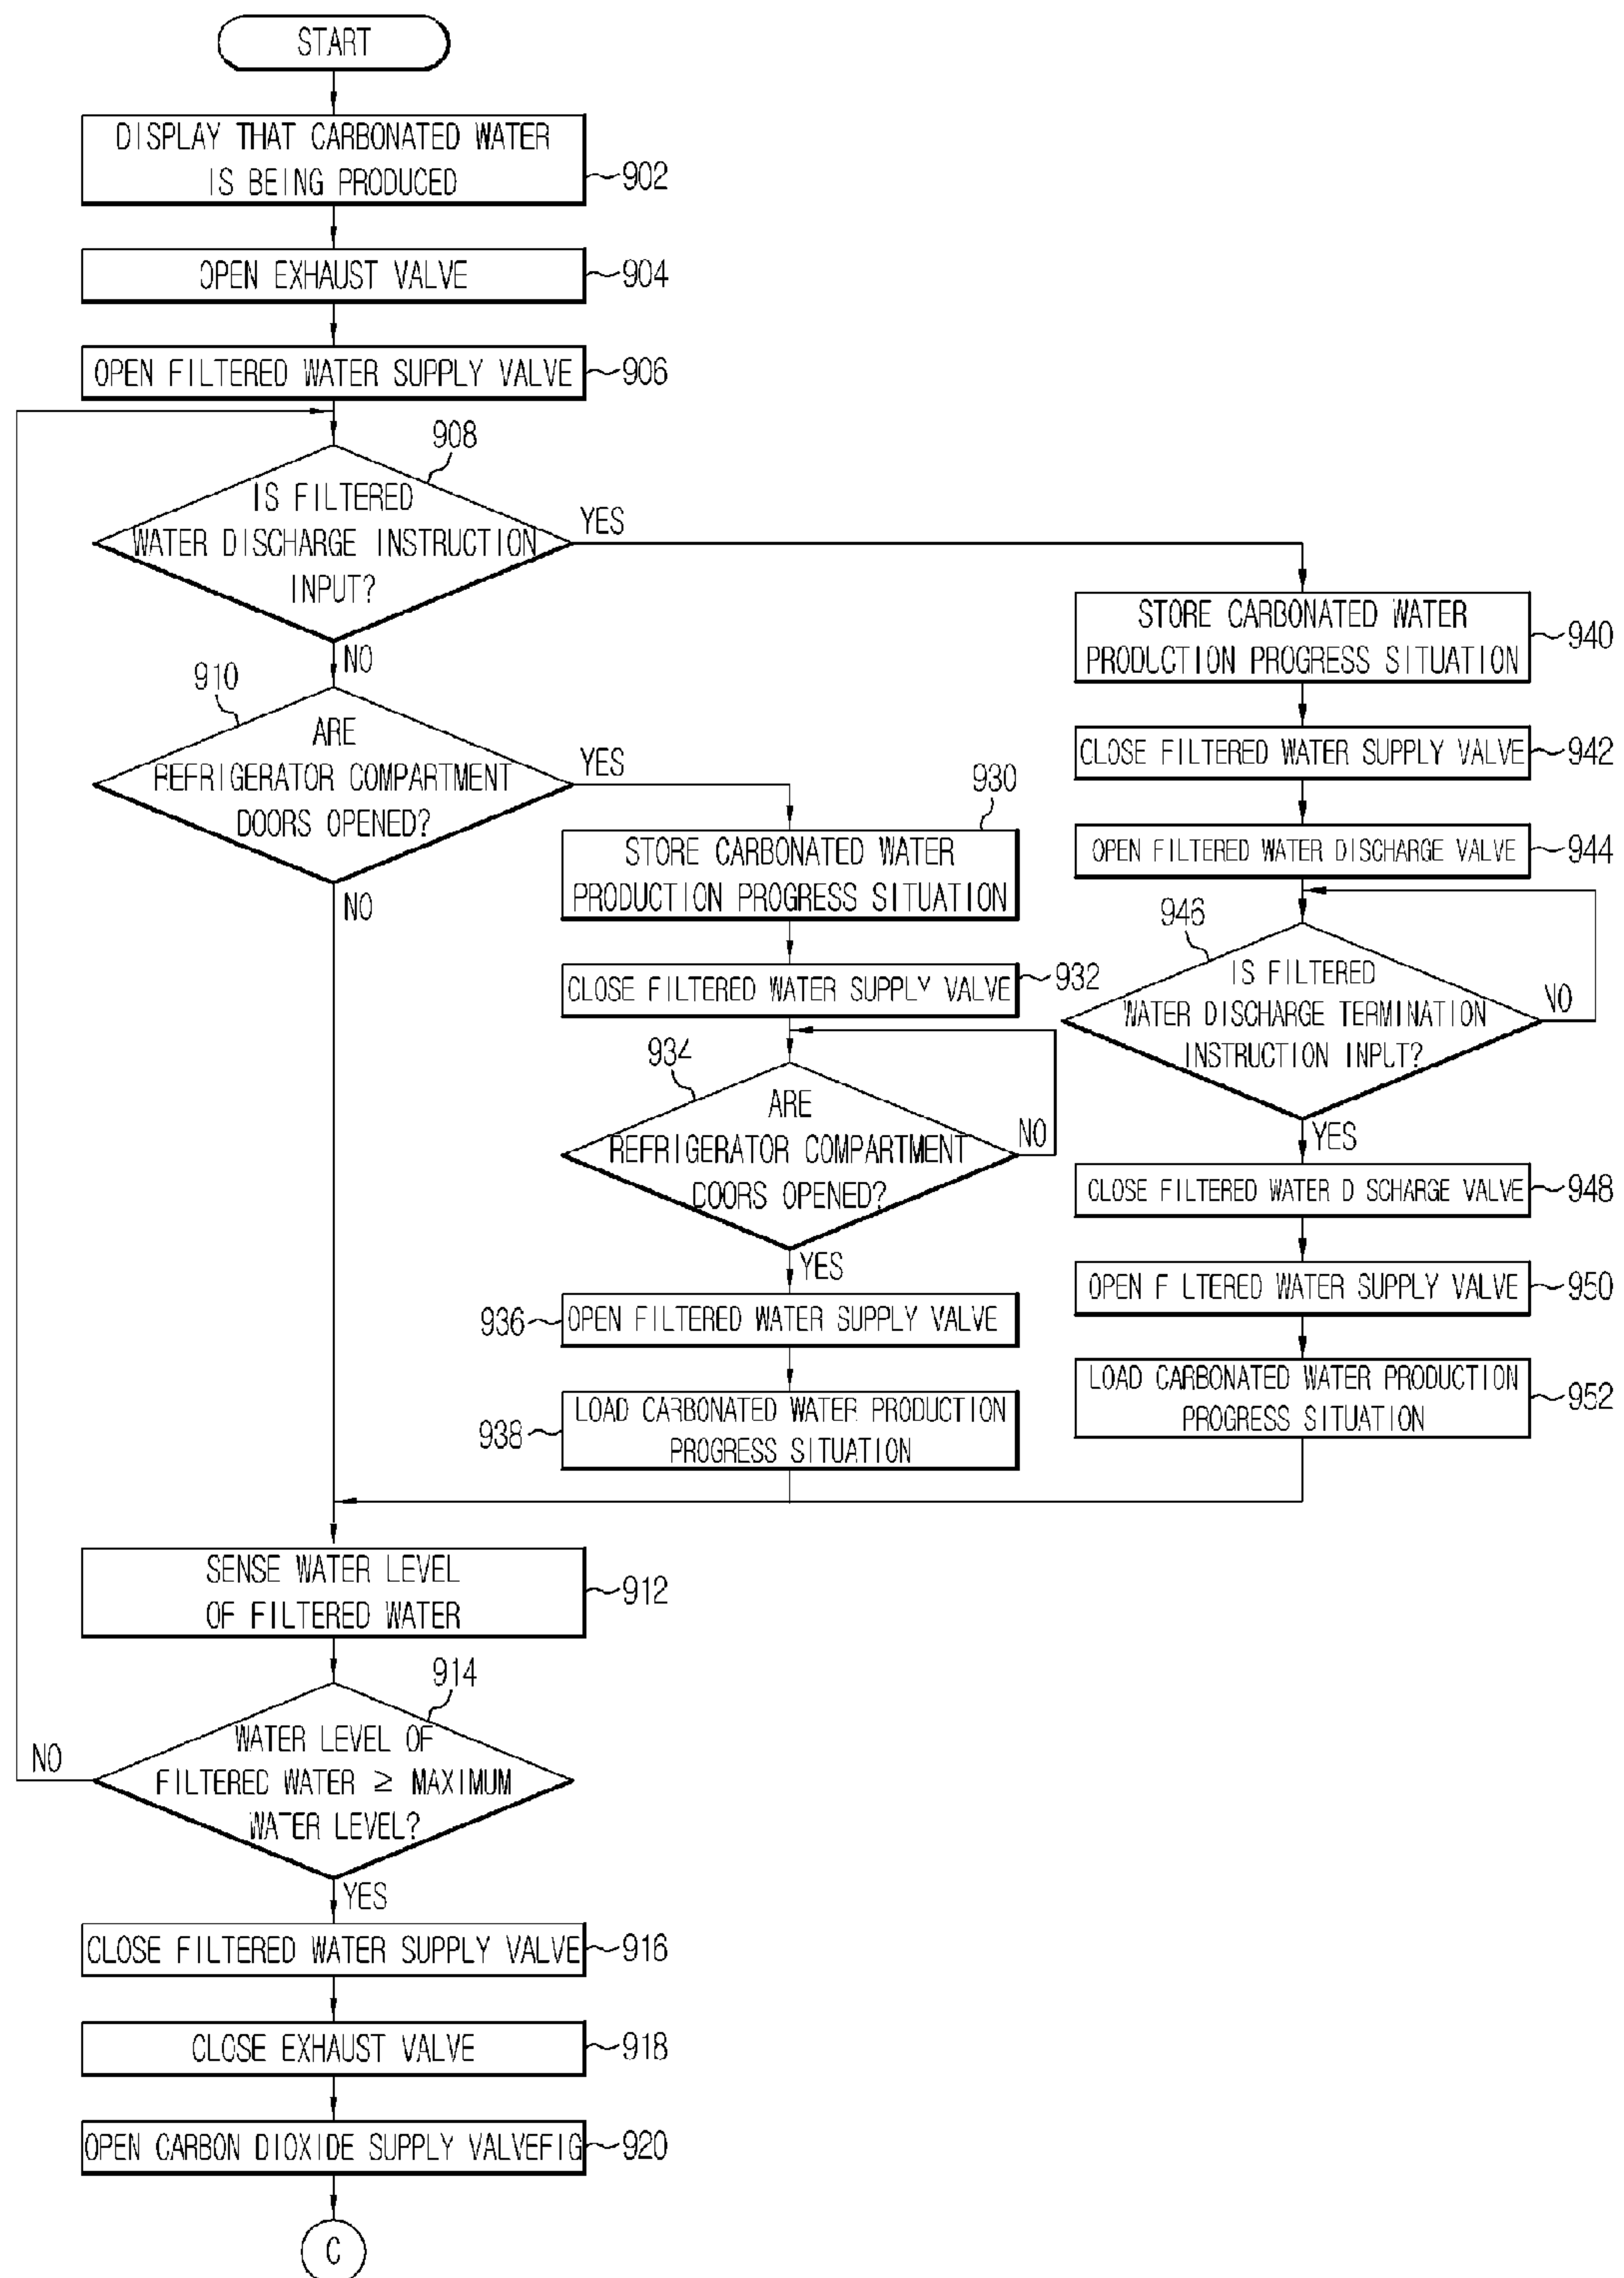 START
DISPLAY THAT CARBONATED WATER
IS BEING PRODUCED
902
OPEN EXHAUST VALVE
904
OPEN FILTERED WATER SUPPLY VALVE
906
908
IS FILTERED
WATER DISCHARGE INSTRUCTION
INPUT?
YES
NO
910
ARE
REFRIGERATOR COMPARTMENT
DOORS OPENED?
YES
NO
930
STORE CARBONATED WATER
PRODUCTION PROGRESS SITUATION
CLOSE FILTERED WATER SUPPLY VALVE
932
934
ARE
REFRIGERATOR COMPARTMENT
DOORS OPENED?
NO
YES
936
OPEN FILTERED WATER SUPPLY VALVE
938
LOAD CARBONATED WATER PRODUCTION
PROGRESS SITUATION
STORE CARBONATED WATER
PRODUCTION PROGRESS SITUATION
940
CLOSE FILTERED WATER SUPPLY VALVE
942
OPEN FILTERED WATER DISCHARGE VALVE
944
946
IS FILTERED
WATER DISCHARGE TERMINATION
INSTRUCTION INPUT?
NO
YES
CLOSE FILTERED WATER D SCHARGE VALVE
948
OPEN F LTERED WATER SUPPLY VALVE
950
LOAD CARBONATED WATER PRODUCTION
PROGRESS SITUATION
952
SENSE WATER LEVEL
OF FILTERED WATER
912
914
WATER LEVEL OF
FILTERED WATER ≥ MAXIMUM
WATER LEVEL?
NO
YES
CLOSE FILTERED WATER SUPPLY VALVE
916
CLOSE EXHAUST VALVE
918
OPEN CARBON DIOXIDE SUPPLY VALVEFIG
920
C